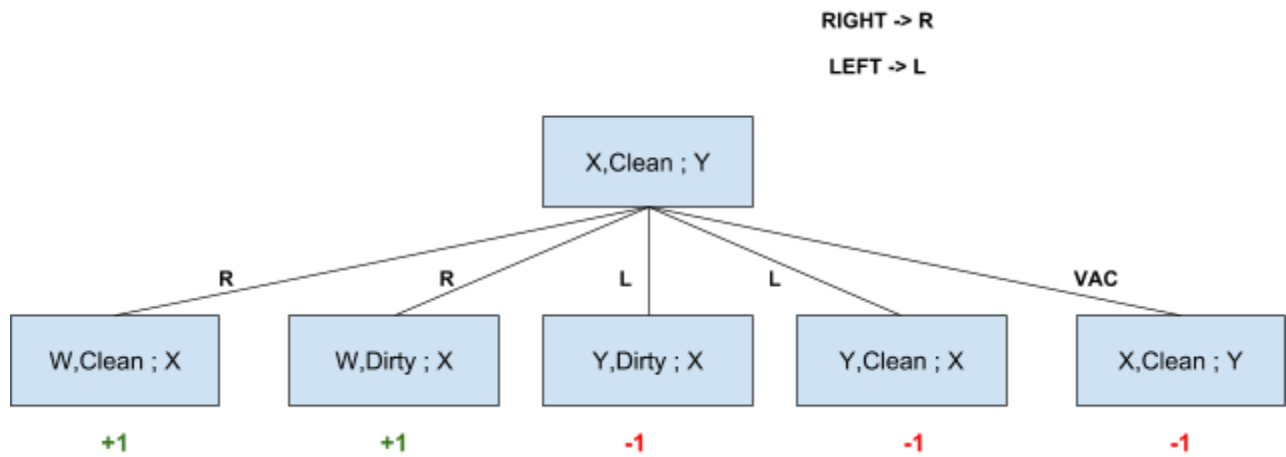 RIGHT -> R
LEFT -> L
X,Clean ; Y
R
R
L
L
VAC
W,Clean ; X
W,Dirty ; X
Y,Dirty ; X
Y,Clean ; X
X,Clean ; Y
+1
+1
-1
-1
-1